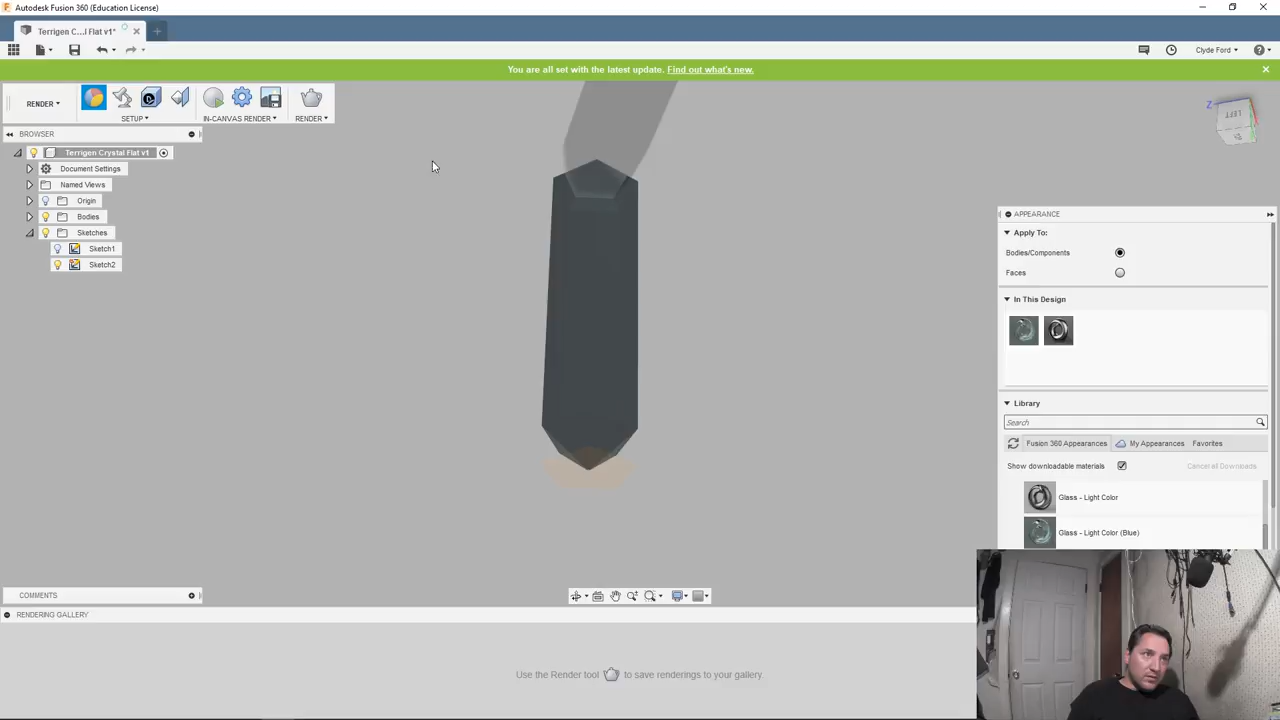 Autodesk Fusion 360 (Education License)
Terrigen C...l Flat v1*
Clyde Ford
You are all set with the latest update. Find out what's new.
RENDER
SETUP
IN-CANVAS RENDER
RENDER
BROWSER
Terrigen Crystal Flat v1
Document Settings
Named Views
Origin
Bodies
Sketches
Sketch1
Sketch2
Z
LEFT
APPEARANCE
Apply To:
Bodies/Components
Faces
In This Design
Library
Search
Fusion 360 Appearances
My Appearances
Favorites
Show downloadable materials
Cancel all Downloads
Glass - Light Color
Glass - Light Color (Blue)
COMMENTS
RENDERING GALLERY
Use the Render tool to save renderings to your gallery.